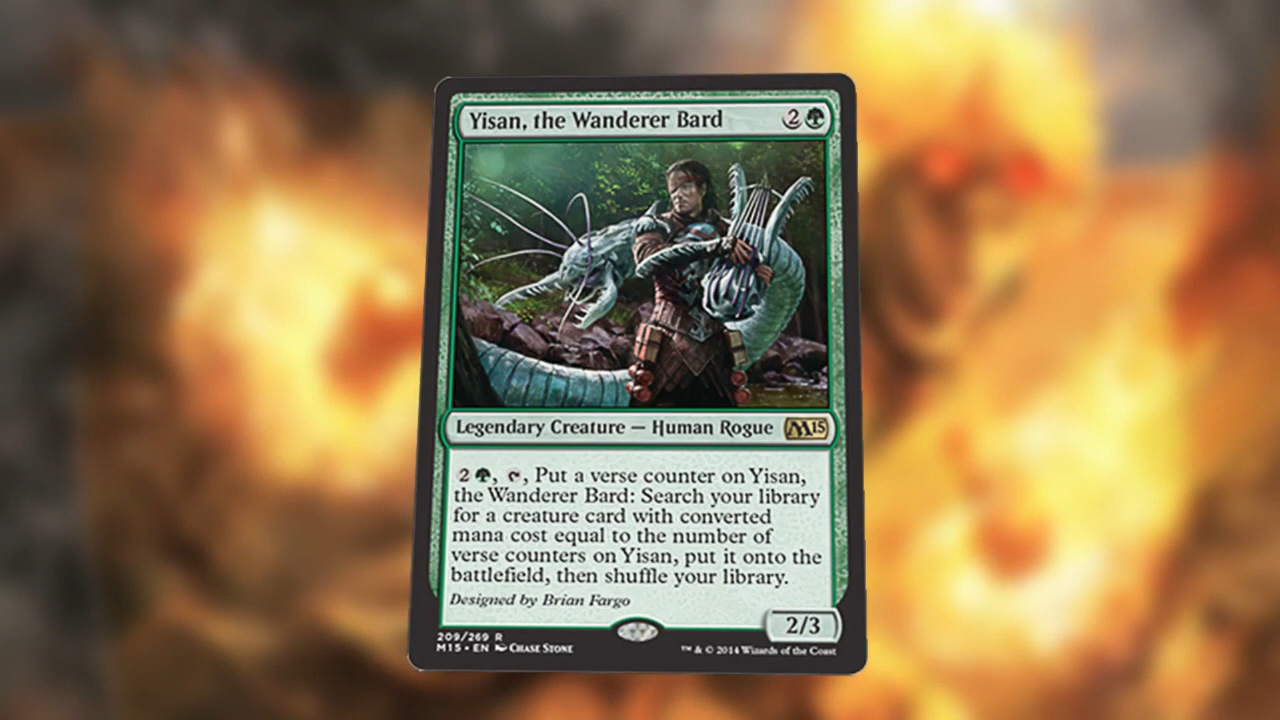 Yisan, the Wanderer Bard 2
Legendary Creature — Human Rogue M15
2 , , Put a verse counter on Yisan,
the Wanderer Bard: Search your library
for a creature card with converted
mana cost equal to the number of
verse counters on Yisan, put it onto the
battlefield, then shuffle your library.
Designed by Brian Fargo
2/3
209/269 R
M15 • EN CHASE STONE
™ & © 2014 Wizards of the Coast